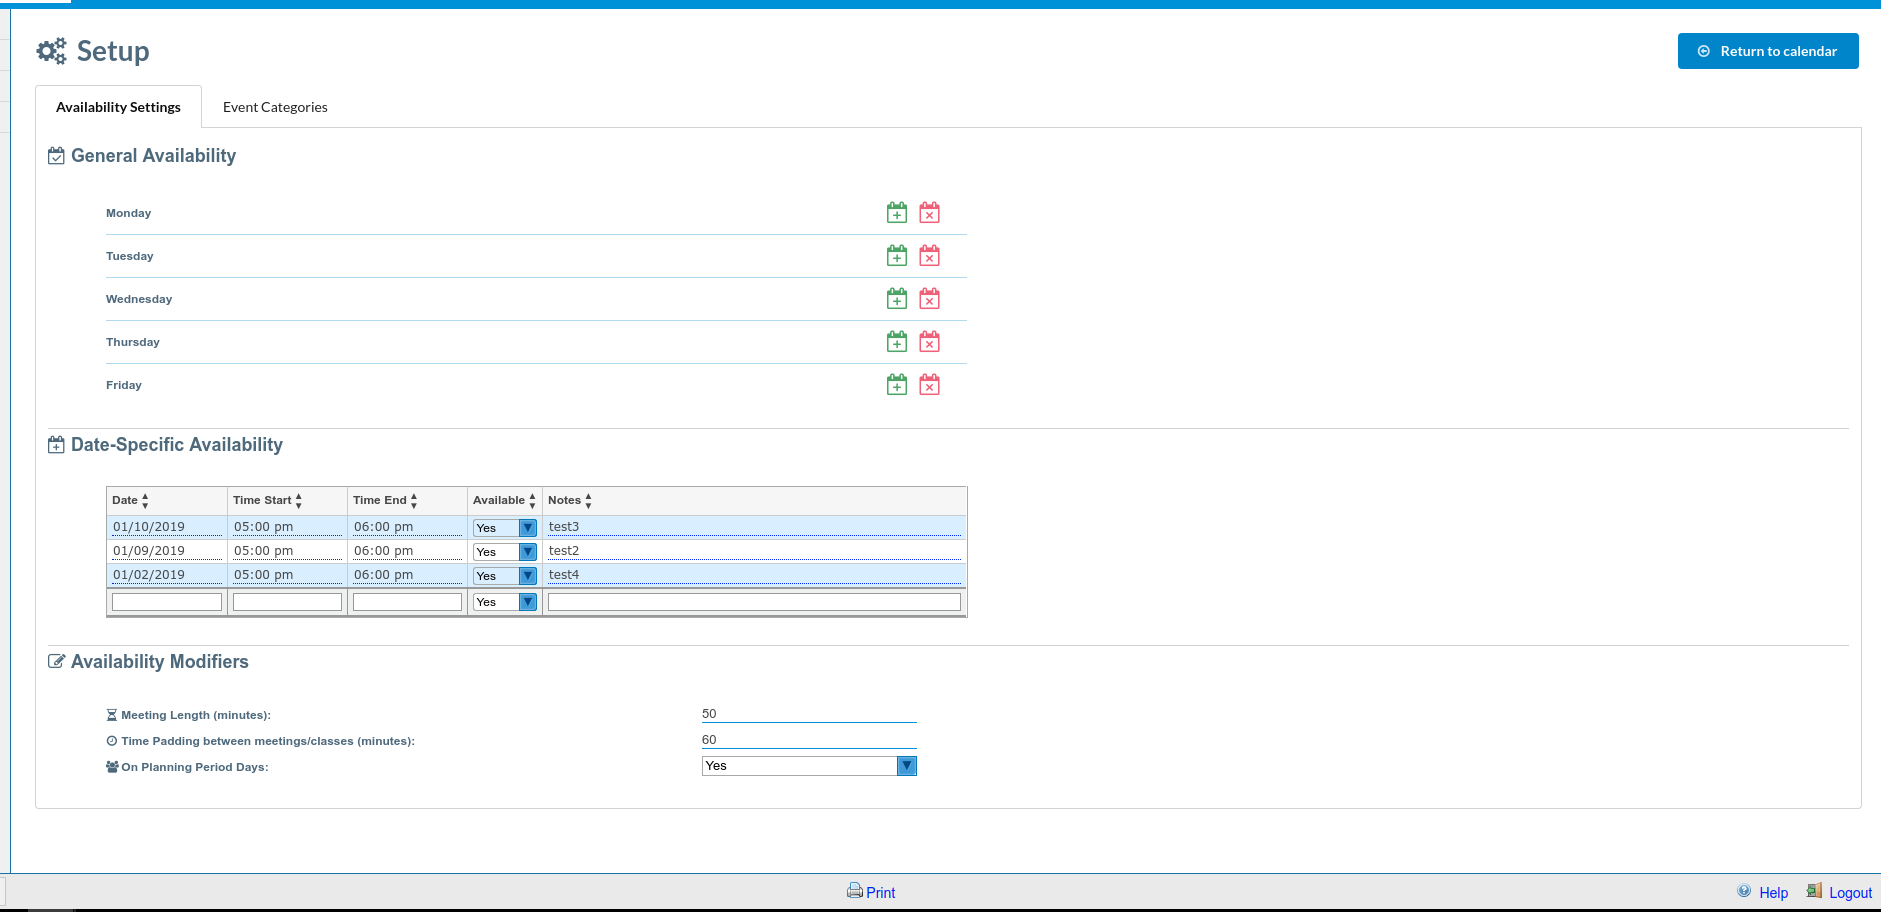 Setup
Return to calendar
Availability Settings
Event Categories
General Availability
Monday
Tuesday
Wednesday
Thursday
Friday
Date-Specific Availability
Date Time Start Time End Available Notes
01/10/2019 05:00 pm 06:00 pm Yes test3
01/09/2019 05:00 pm 06:00 pm Yes test2
01/02/2019 05:00 pm 06:00 pm Yes test4
Yes
Availability Modifiers
Meeting Length (minutes): 50
Time Padding between meetings/classes (minutes): 60
On Planning Period Days: Yes
Print Help Logout